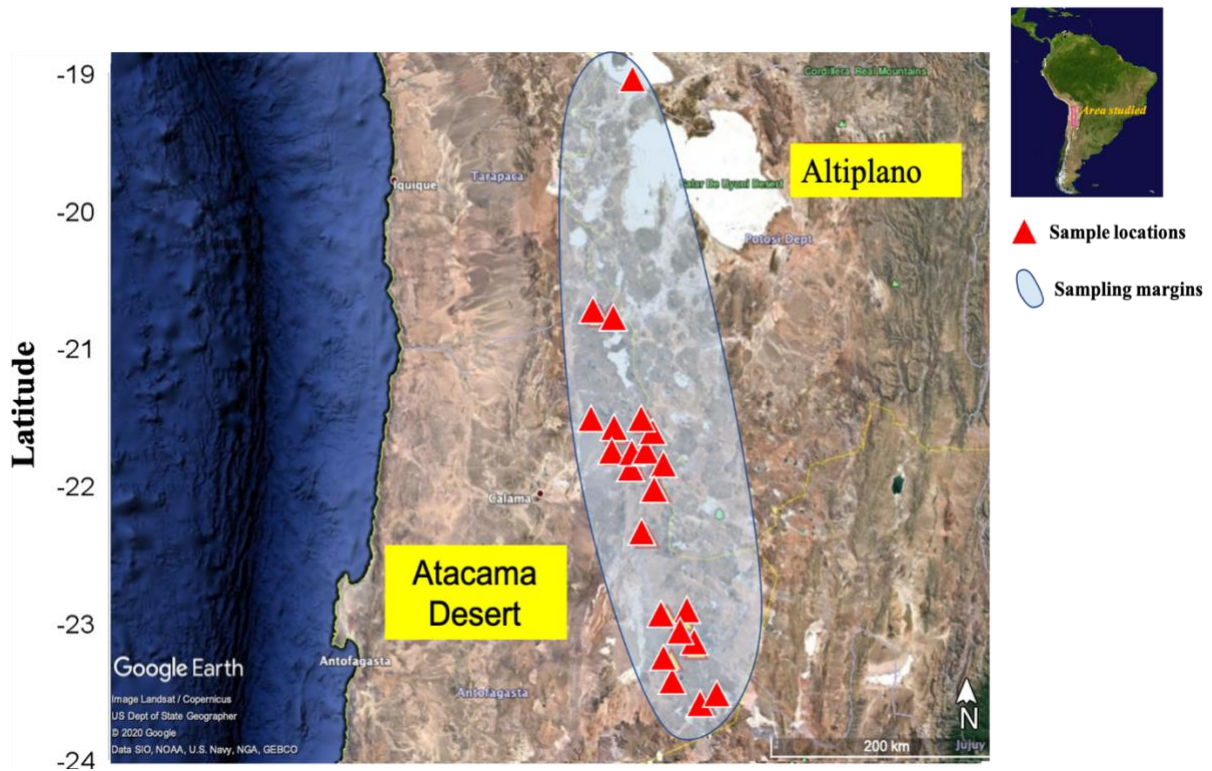 -19
-20
-21
-22
-23
-24
Latitude
Cordillera Real Mountains
Altiplano
Iquique
Tarapaca
Salar De Uyuni Desert
Potosi Dept
Calama
Atacama
Desert
Antofagasta
Antofagasta
Google Earth
Image Landsat / Copernicus
US Dept of State Geographer
© 2020 Google
Data SIO, NOAA, U.S. Navy, NGA, GEBCO
N
200 km
Jujuy
Area studied
Sample locations
Sampling margins